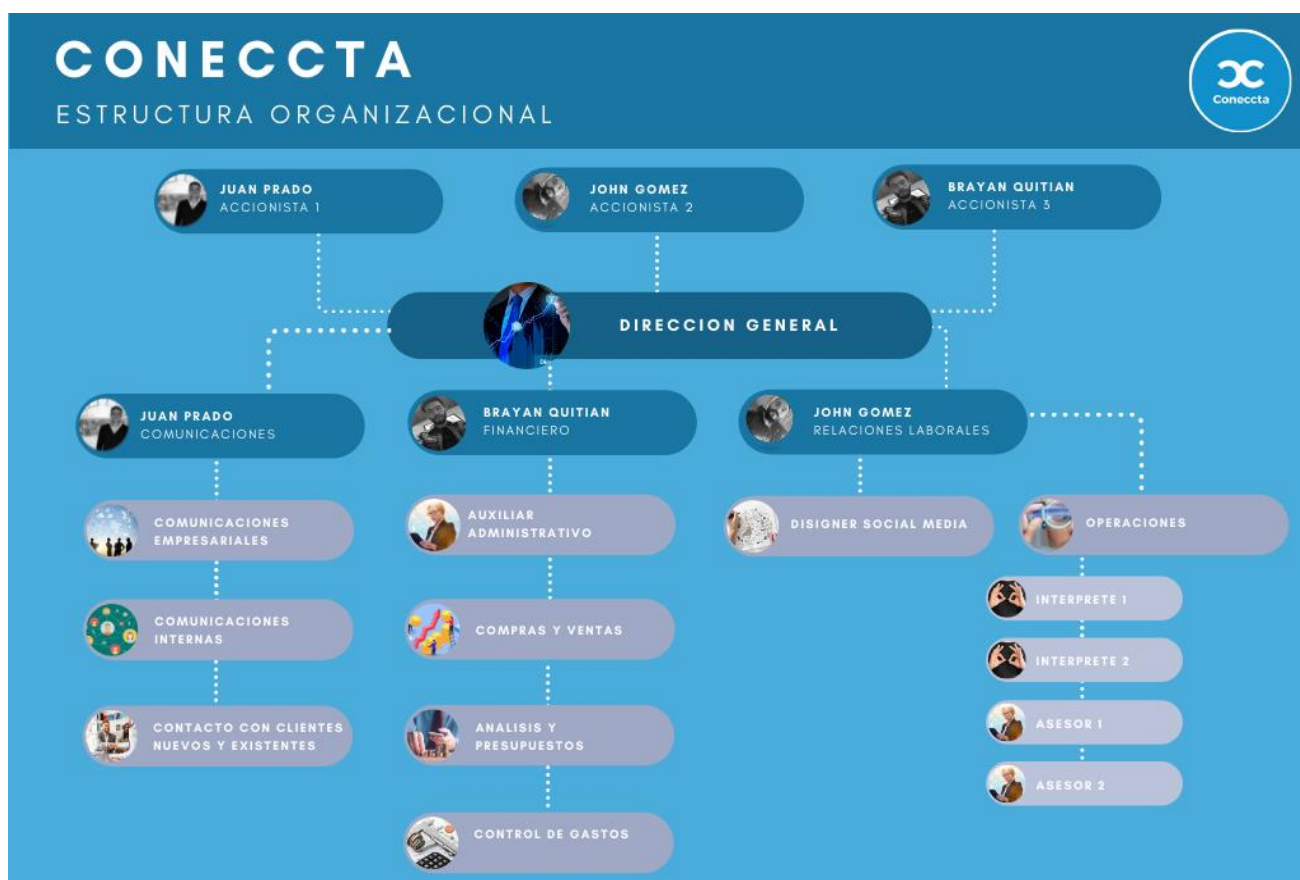 CONECCTA
ESTRUCTURA ORGANIZACIONAL
Coneccta
JUAN PRADO
ACCIONISTA 1
JOHN GOMEZ
ACCIONISTA 2
BRAYAN QUITIAN
ACCIONISTA 3
DIRECCION GENERAL
JUAN PRADO
COMUNICACIONES
BRAYAN QUITIAN
FINANCIERO
JOHN GOMEZ
RELACIONES LABORALES
COMUNICACIONES
EMPRESARIALES
COMUNICACIONES
INTERNAS
CONTACTO CON CLIENTES
NUEVOS Y EXISTENTES
AUXILIAR
ADMINISTRATIVO
COMPRAS Y VENTAS
ANALISIS Y
PRESUPUESTOS
CONTROL DE GASTOS
DISIGNER SOCIAL MEDIA
OPERACIONES
INTERPRETE 1
INTERPRETE 2
ASESOR 1
ASESOR 2